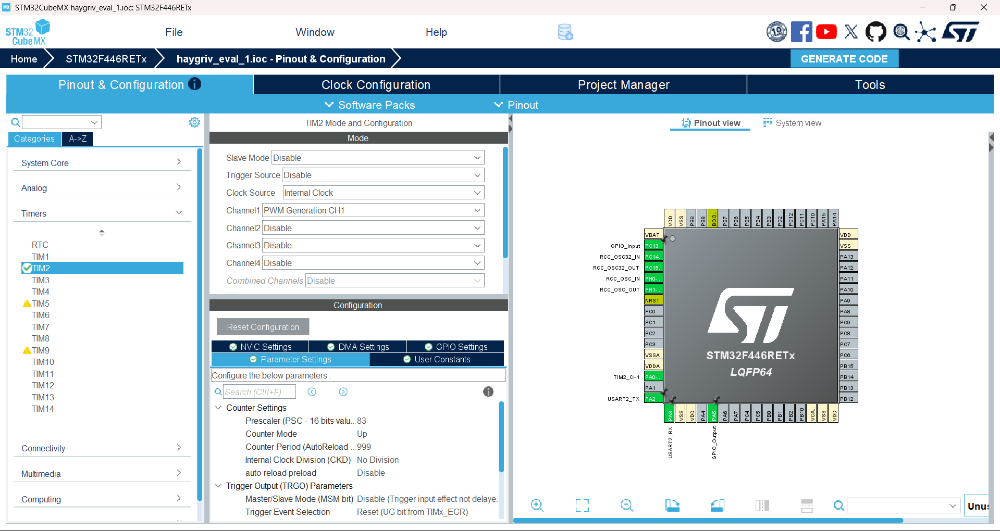 STM32CubeMX haygriv_eval_1.ioc: STM32F446RETx
STM32
CubeMX
File
Window
Help
Home
STM32F446RETx
haygriv_eval_1.ioc - Pinout & Configuration
GENERATE CODE
Pinout & Configuration
Clock Configuration
Project Manager
Tools
Software Packs
Pinout
Categories
A->Z
System Core
Analog
Timers
RTC
TIM1
TIM2
TIM3
TIM4
TIM5
TIM6
TIM7
TIM8
TIM9
TIM10
TIM11
TIM12
TIM13
TIM14
Connectivity
Multimedia
Computing
TIM2 Mode and Configuration
Mode
Slave Mode Disable
Trigger Source Disable
Clock Source Internal Clock
Channel1 PWM Generation CH1
Channel2 Disable
Channel3 Disable
Channel4 Disable
Combined Channels Disable
Configuration
Reset Configuration
NVIC Settings
DMA Settings
GPIO Settings
Parameter Settings
User Constants
Configure the below parameters :
Search (Ctrl+F)
Counter Settings
Prescaler (PSC - 16 bits valu... 83
Counter Mode Up
Counter Period (AutoReload ... 999
Internal Clock Division (CKD) No Division
auto-reload preload Disable
Trigger Output (TRGO) Parameters
Master/Slave Mode (MSM bit) Disable (Trigger input effect not delaye.
Trigger Event Selection Reset (UG bit from TIMx_EGR)
Pinout view
System view
VDD
VSS
PB9
PB8
BOO..
PB7
PB6
PB5
PB4
PB3
PD2
PC12
PC11
PC10
PA15
PA14
VBAT
GPIO_Input PC13
RCC_OSC32_IN PC14..
RCC_OSC32_OUT PC15..
RCC_OSC_IN PH0-..
RCC_OSC_OUT PH1-..
NRST
PC0
PC1
PC2
PC3
VSSA
VDDA
TIM2_CH1 PA0-..
PA1
USART2_TX PA2
VDD
VSS
PA13
PA12
PA11
PA10
PA9
PA8
PC9
PC8
PC7
PC6
PB15
PB14
PB13
PB12
STM32F446RETx
LQFP64
PA3
VSS
VDD
PA4
PA5
PA6
PA7
PC4
PC5
PB0
PB1
PB2
PB10
VCA..
VSS
VDD
USART2_RX
GPIO_Output
Unus